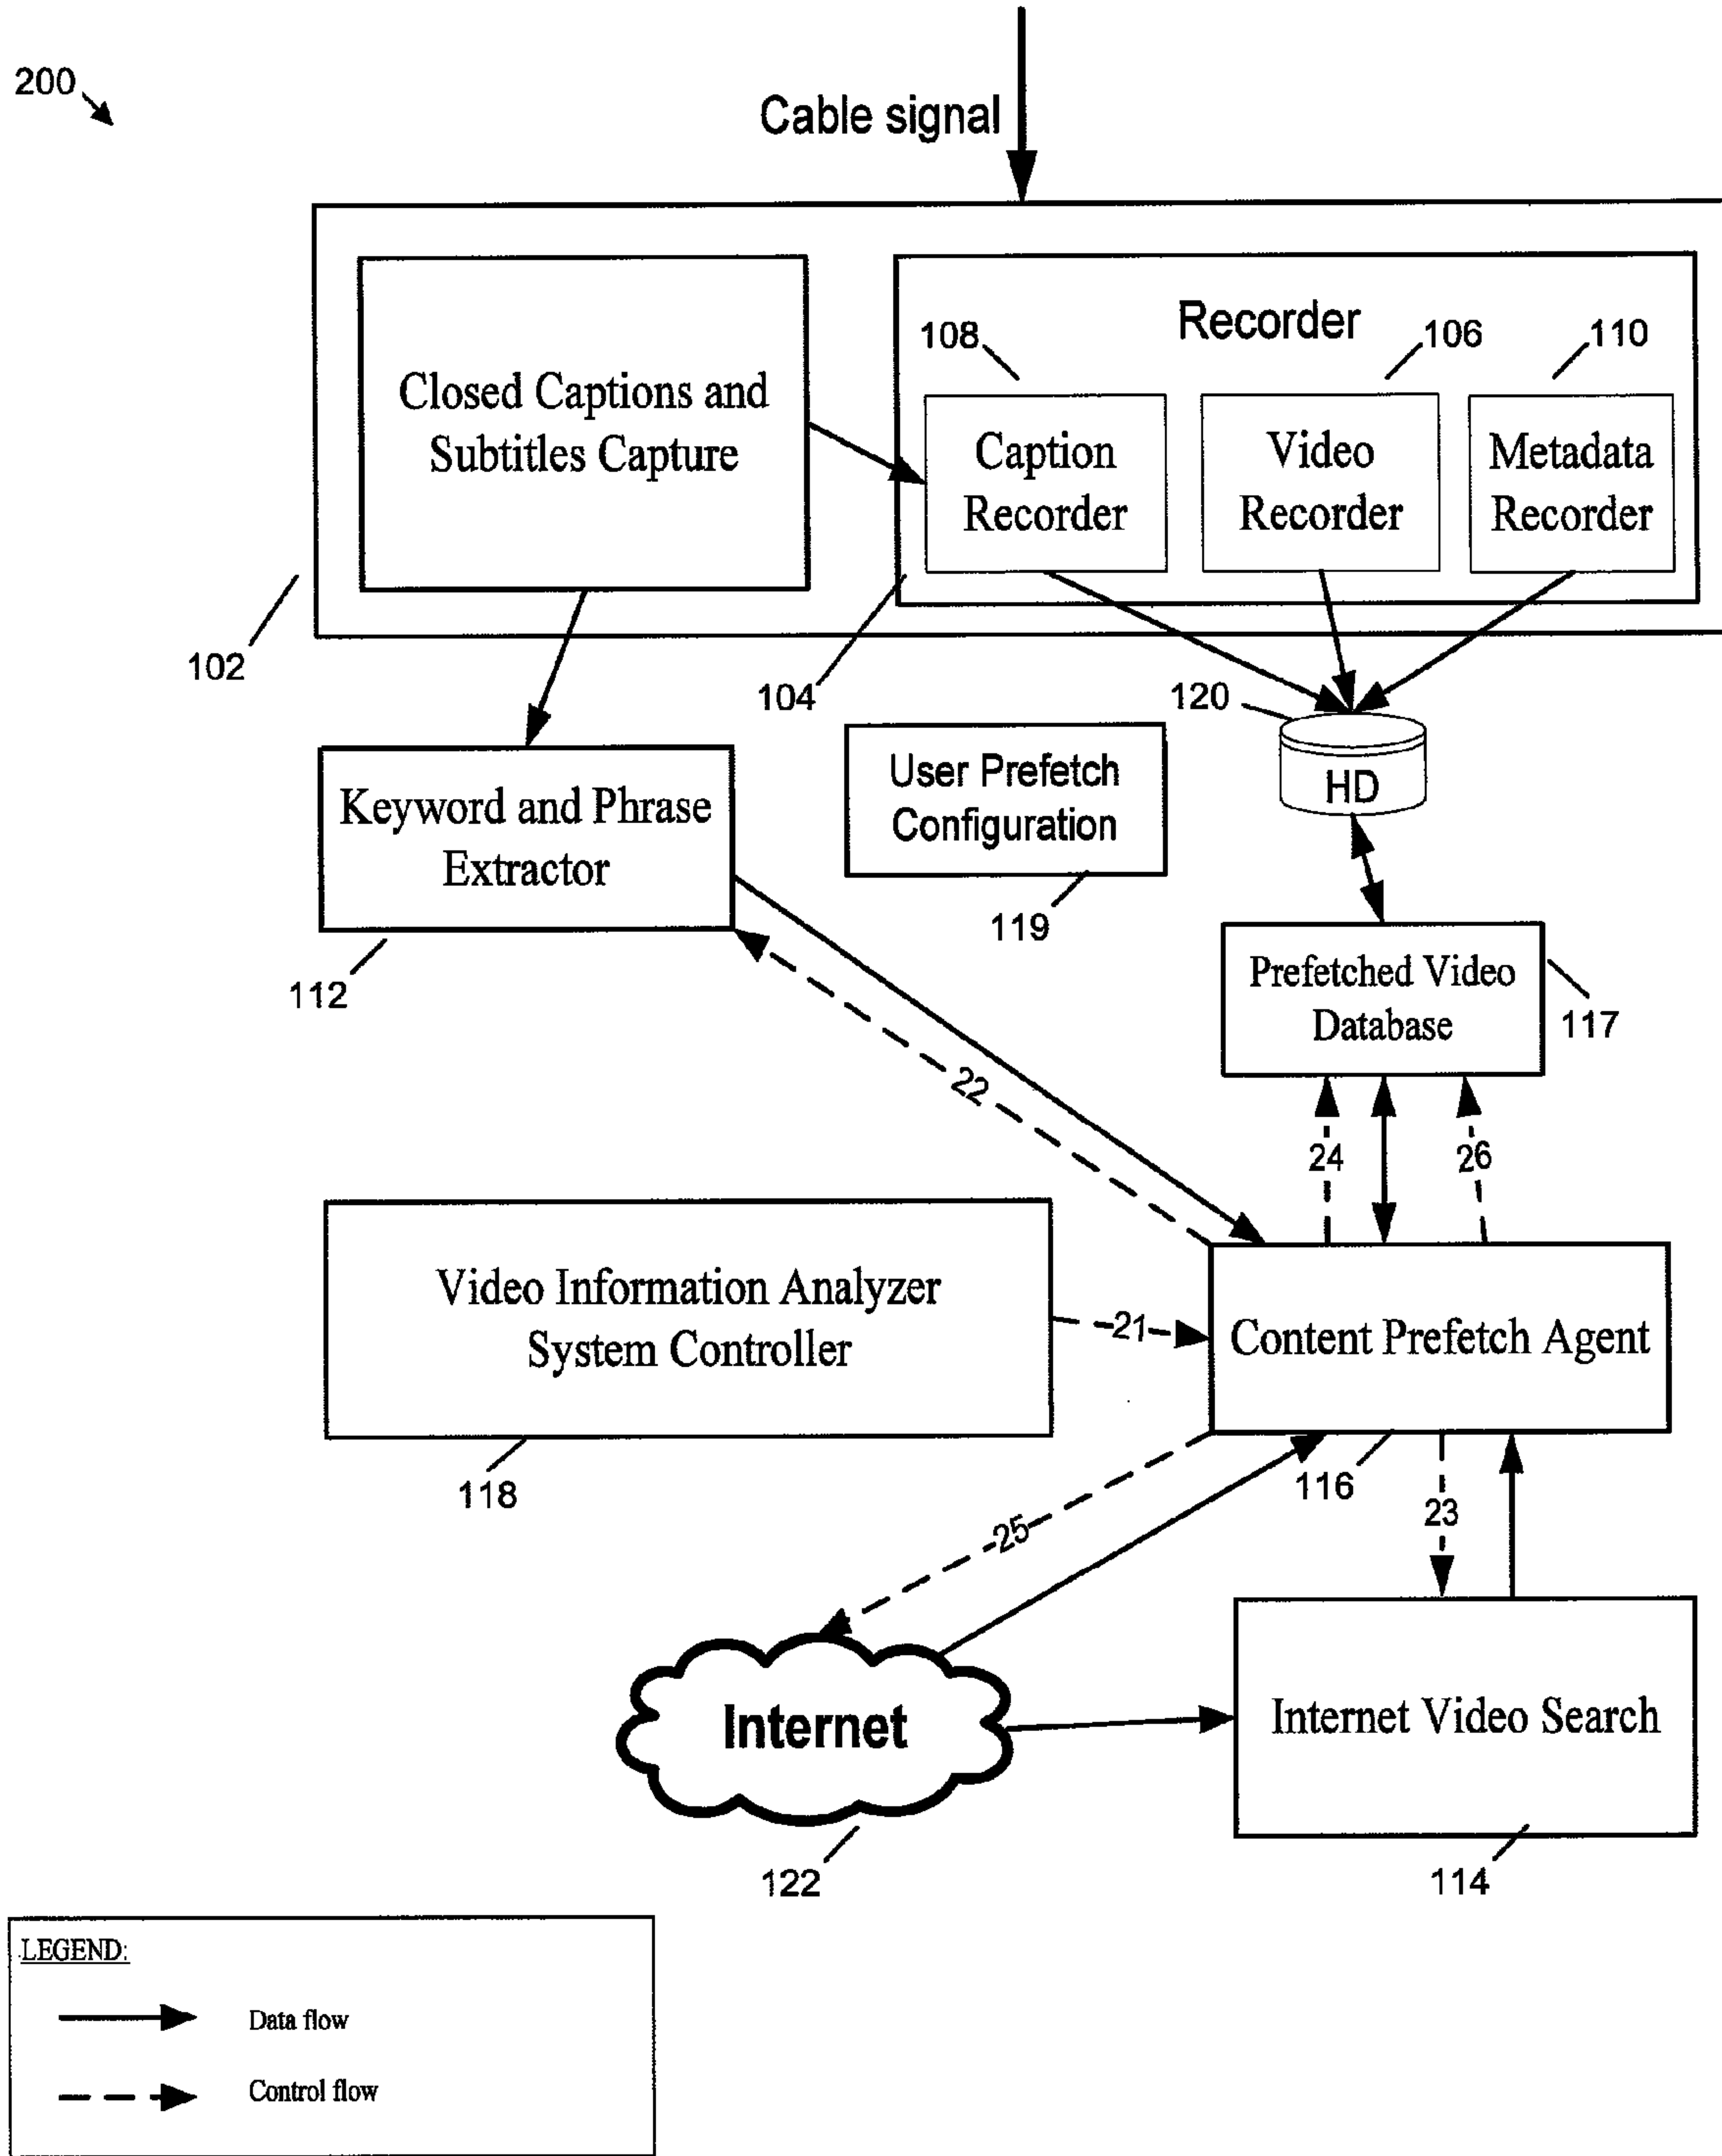 200
Cable signal
Recorder
108
106
110
Closed Captions and
Subtitles Capture
Caption
Recorder
Video
Recorder
Metadata
Recorder
102
104
120
HD
Keyword and Phrase
Extractor
112
User Prefetch
Configuration
119
Prefetched Video
Database
117
22
24
26
Video Information Analyzer
System Controller
118
21
Content Prefetch Agent
116
25
23
Internet
122
Internet Video Search
114
LEGEND:
Data flow
Control flow